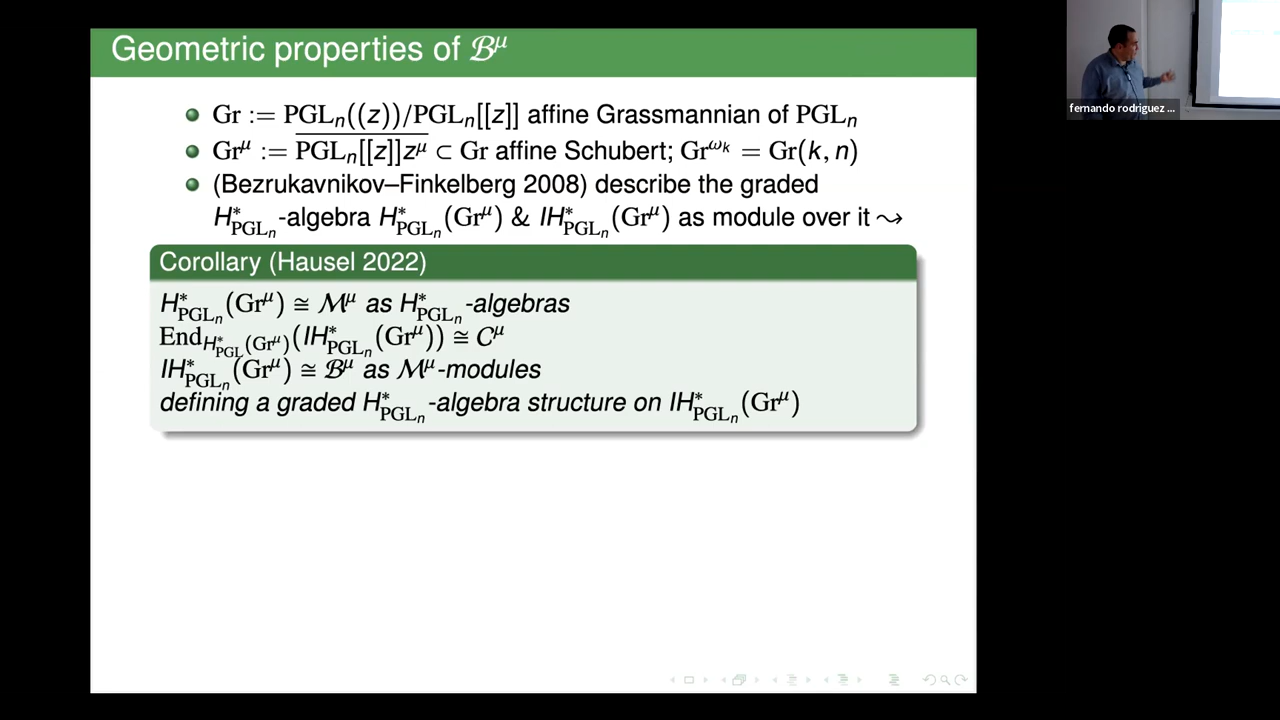 Geometric properties of ℬ^μ
Gr := PGL_n((z))/PGL_n[[z]] affine Grassmannian of PGL_n
Gr^μ := \overline{PGL_n[[z]]z^μ} ⊂ Gr affine Schubert; Gr^{ω_k} = Gr(k, n)
(Bezrukavnikov–Finkelberg 2008) describe the graded
H*_{PGL_n}-algebra H*_{PGL_n}(Gr^μ) & IH*_{PGL_n}(Gr^μ) as module over it ⇝
Corollary (Hausel 2022)
H*_{PGL_n}(Gr^μ) ≅ ℳ^μ as H*_{PGL_n}-algebras
End_{H*_{PGL}(Gr^μ)}(IH*_{PGL_n}(Gr^μ)) ≅ 𝒞^μ
IH*_{PGL_n}(Gr^μ) ≅ ℬ^μ as ℳ^μ-modules
defining a graded H*_{PGL_n}-algebra structure on IH*_{PGL_n}(Gr^μ)
fernando rodriguez ...